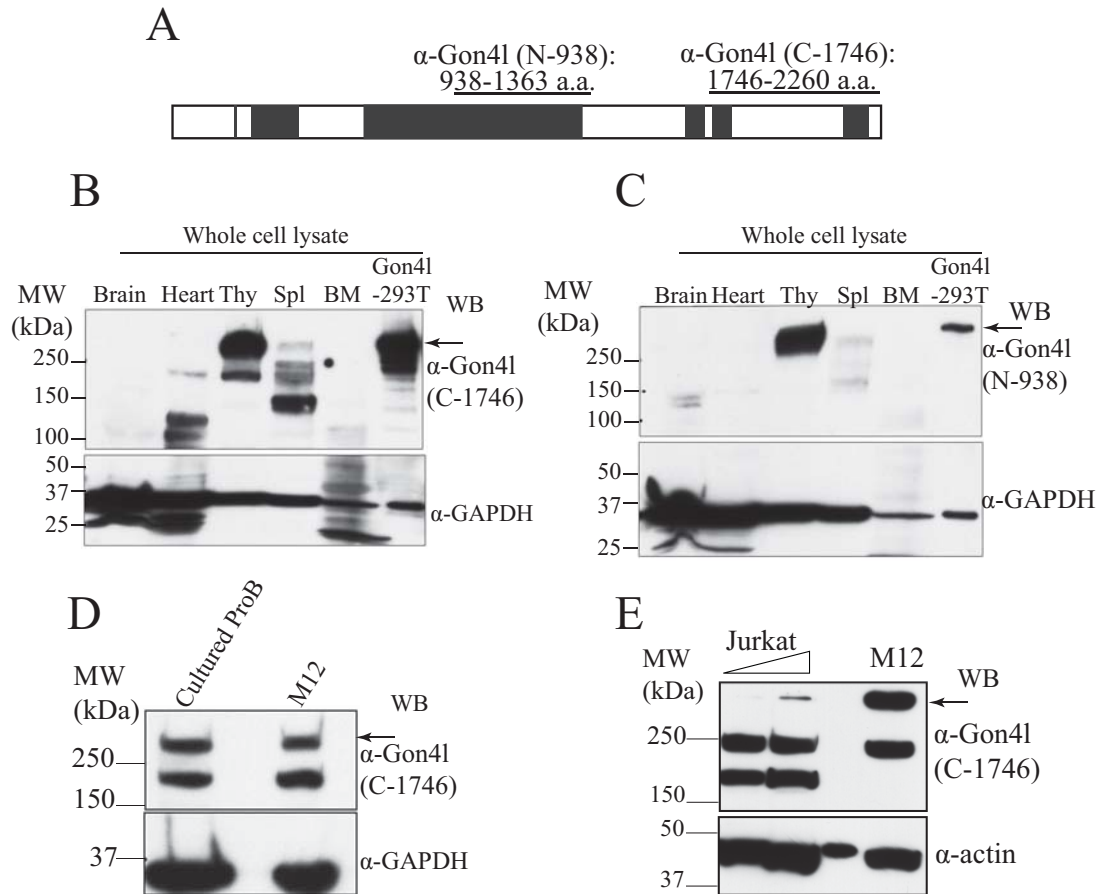 A
α-Gon4l (N-938):
938-1363 a.a.
α-Gon4l (C-1746):
1746-2260 a.a.
B
Whole cell lysate
MW
(kDa)
Brain Heart Thy Spl BM Gon4l
-293T
WB
250
150
100
α-Gon4l
(C-1746)
50
37
25
α-GAPDH
C
Whole cell lysate
MW
(kDa)
Brain Heart Thy Spl BM Gon4l
-293T
WB
250
150
100
α-Gon4l
(N-938)
50
37
25
α-GAPDH
D
MW
(kDa)
Cultured ProB
M12
WB
250
150
α-Gon4l
(C-1746)
37
α-GAPDH
E
MW
(kDa)
Jurkat
M12
WB
250
150
α-Gon4l
(C-1746)
50
37
α-actin